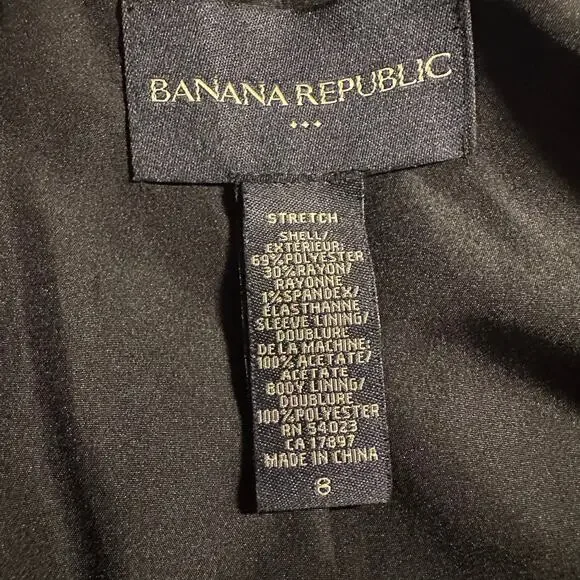 BANANA REPUBLIC
STRETCH
SHELL/
EXTÉRIEUR:
69%POLYESTER
30%RAYON/
RAYONNE
1%SPANDEX/
ÉLASTHANNE
SLEEVE LINING/
DOUBLURE
DE LA MACHINE:
100%ACETATE/
ACÉTATE
BODY LINING/
DOUBLURE
100%POLYESTER
RN 54023
CA 17897
MADE IN CHINA
8